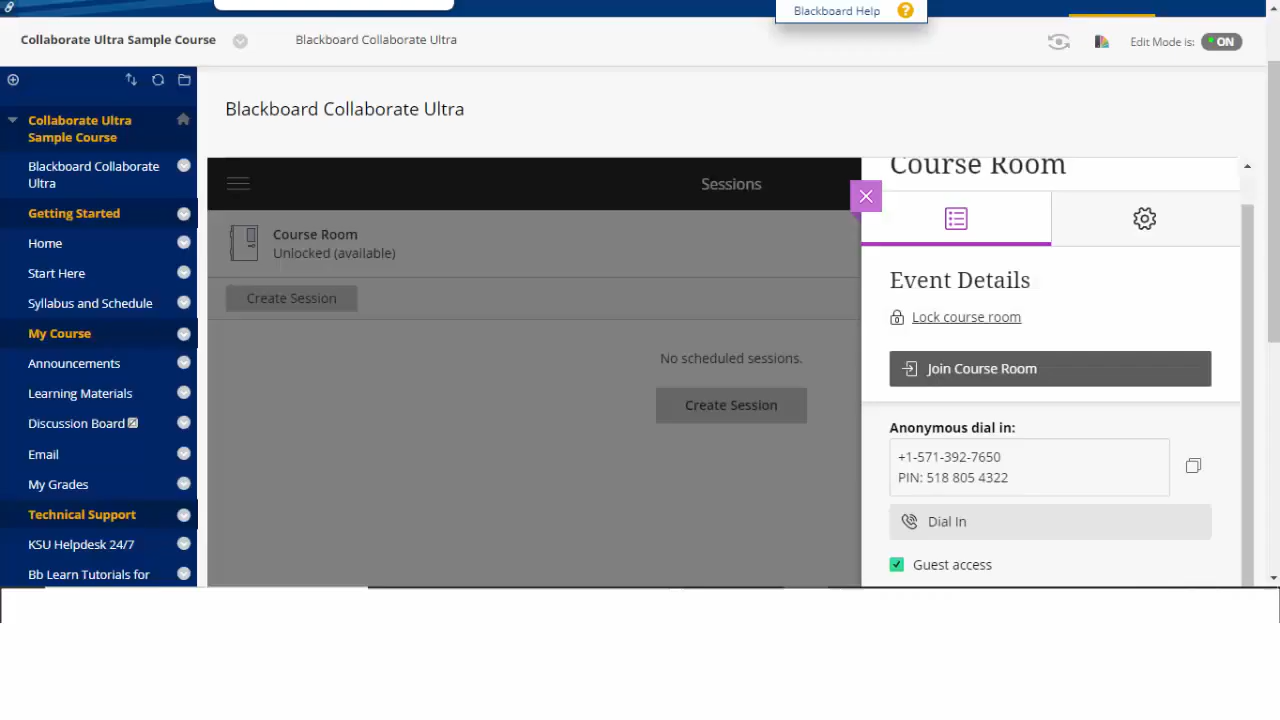 Blackboard Help
Collaborate Ultra Sample Course
Blackboard Collaborate Ultra
Edit Mode is:
ON
Collaborate Ultra
Sample Course
Blackboard Collaborate
Ultra
Getting Started
Home
Start Here
Syllabus and Schedule
My Course
Announcements
Learning Materials
Discussion Board
Email
My Grades
Technical Support
KSU Helpdesk 24/7
Bb Learn Tutorials for
Blackboard Collaborate Ultra
Sessions
Course Room
Unlocked (available)
Create Session
No scheduled sessions.
Create Session
Course Room
Event Details
Lock course room
Join Course Room
Anonymous dial in:
+1-571-392-7650
PIN: 518 805 4322
Dial In
Guest access